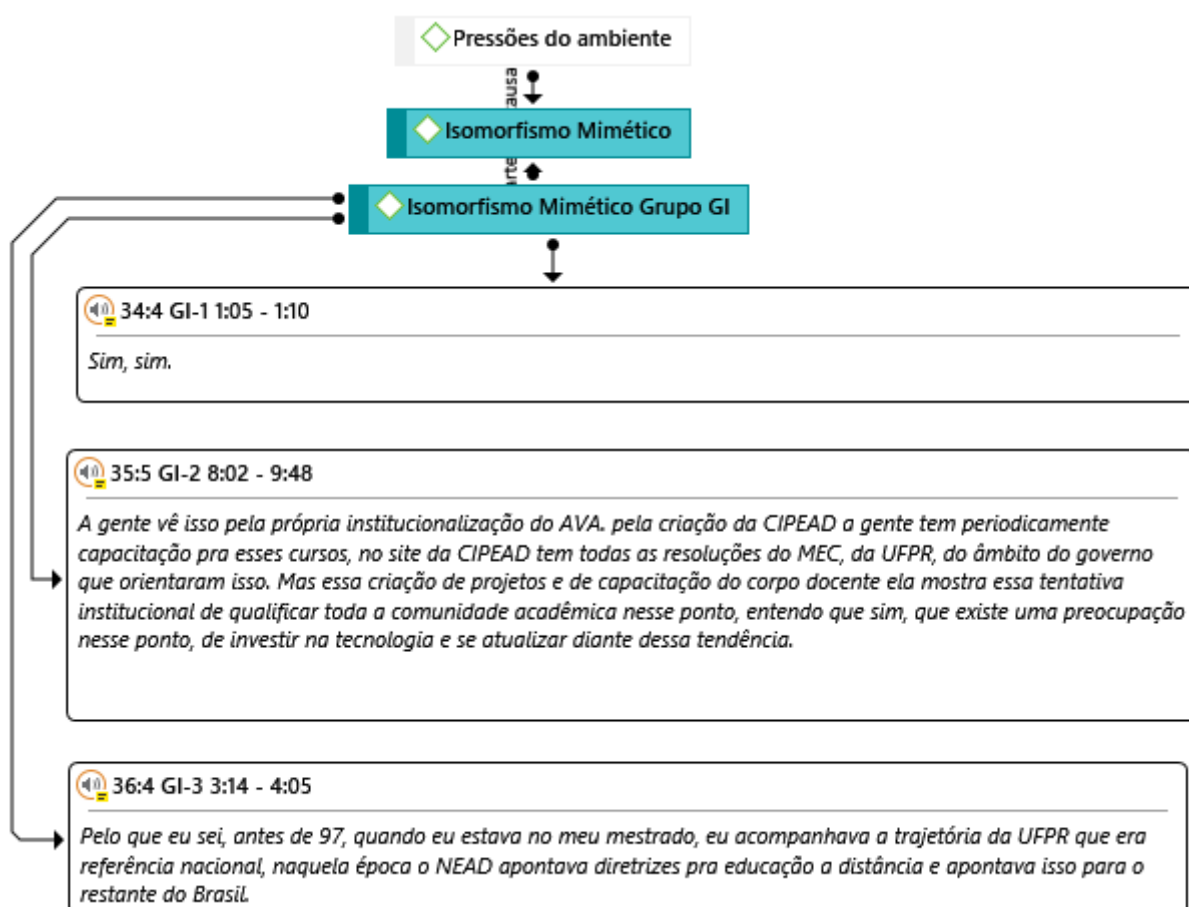 Pressões do ambiente
ausa
Isomorfismo Mimético
arte
Isomorfismo Mimético Grupo GI
34:4 GI-1 1:05 - 1:10
Sim, sim.
35:5 GI-2 8:02 - 9:48
A gente vê isso pela própria institucionalização do AVA. pela criação da CIPEAD a gente tem periodicamente
capacitação pra esses cursos, no site da CIPEAD tem todas as resoluções do MEC, da UFPR, do âmbito do governo
que orientaram isso. Mas essa criação de projetos e de capacitação do corpo docente ela mostra essa tentativa
institucional de qualificar toda a comunidade acadêmica nesse ponto, entendo que sim, que existe uma preocupação
nesse ponto, de investir na tecnologia e se atualizar diante dessa tendência.
36:4 GI-3 3:14 - 4:05
Pelo que eu sei, antes de 97, quando eu estava no meu mestrado, eu acompanhava a trajetória da UFPR que era
referência nacional, naquela época o NEAD apontava diretrizes pra educação a distância e apontava isso para o
restante do Brasil.